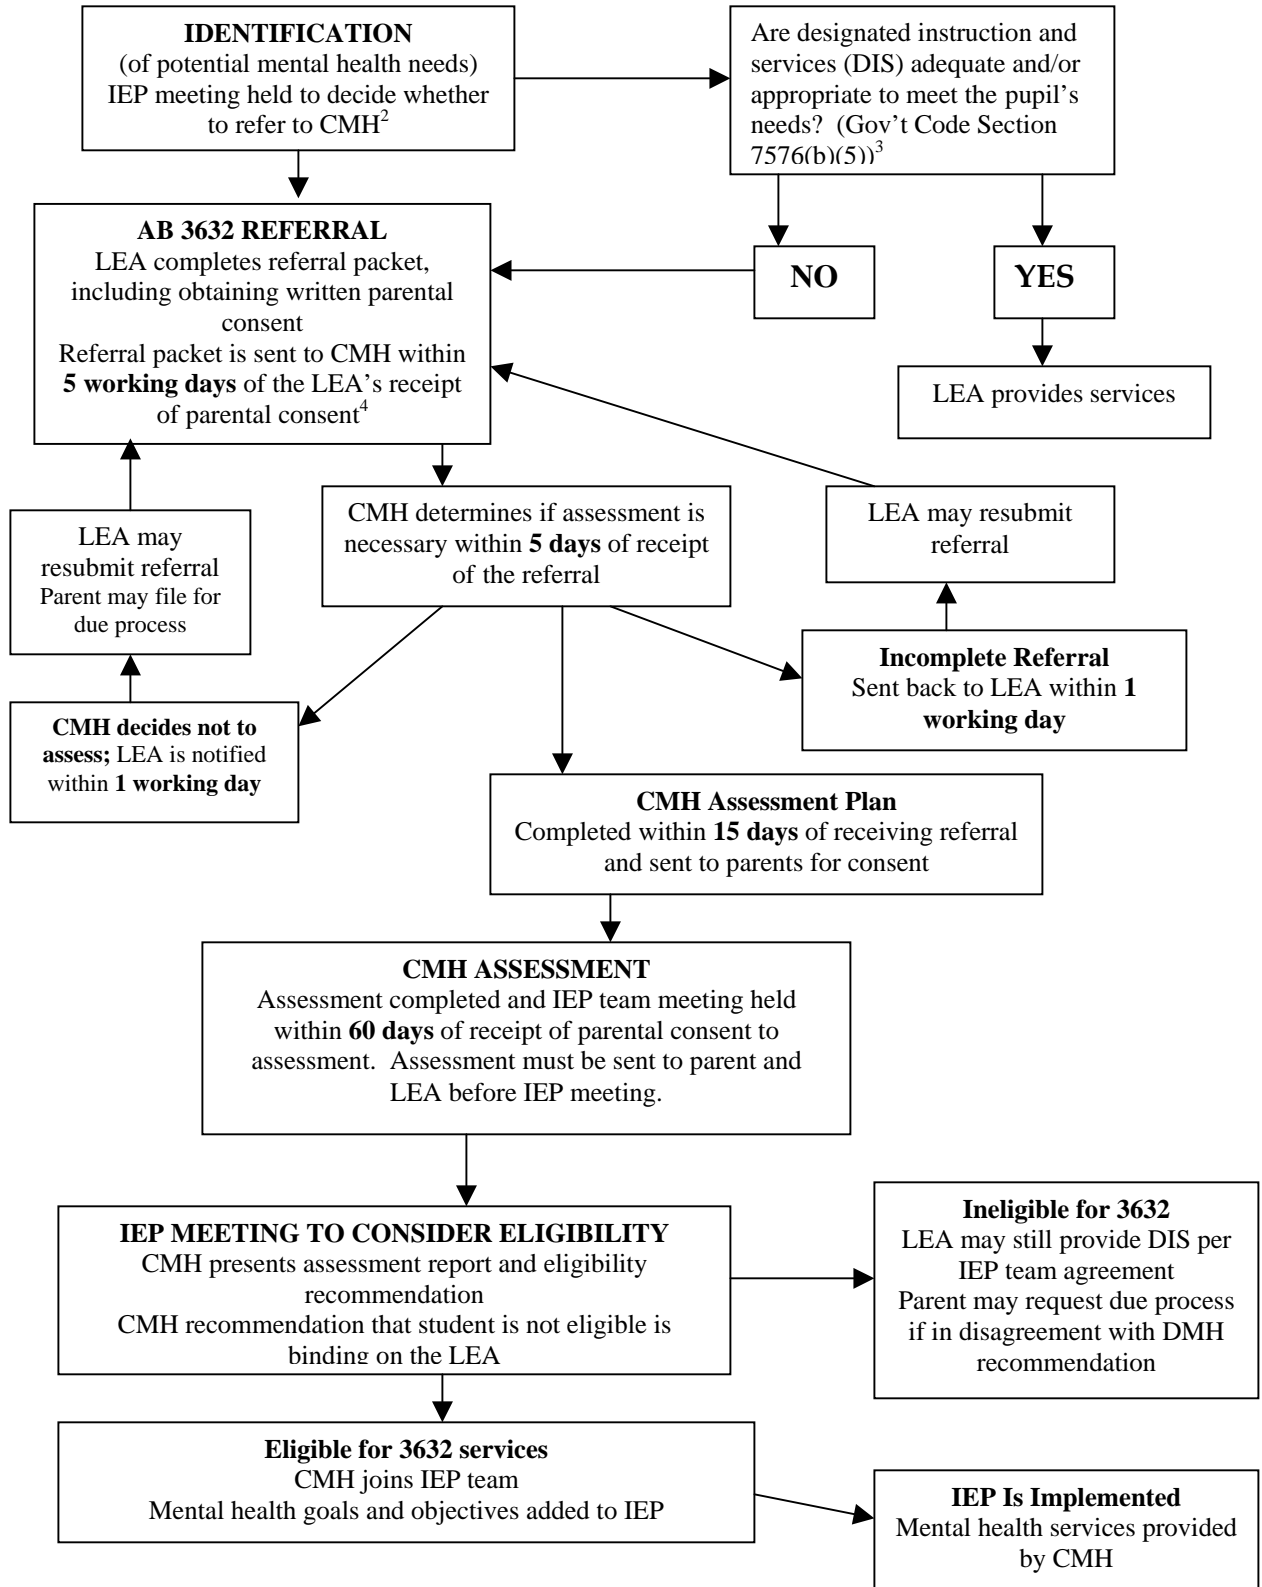 IDENTIFICATION
(of potential mental health needs)
IEP meeting held to decide whether
to refer to CMH2
Are designated instruction and
services (DIS) adequate and/or
appropriate to meet the pupil’s
needs? (Gov’t Code Section
7576(b)(5))3
AB 3632 REFERRAL
LEA completes referral packet,
including obtaining written parental
consent
Referral packet is sent to CMH within
5 working days of the LEA’s receipt
of parental consent4
NO
YES
LEA provides services
LEA may
resubmit referral
Parent may file for
due process
CMH determines if assessment is
necessary within 5 days of receipt
of the referral
LEA may resubmit
referral
Incomplete Referral
Sent back to LEA within 1
working day
CMH decides not to
assess; LEA is notified
within 1 working day
CMH Assessment Plan
Completed within 15 days of receiving referral
and sent to parents for consent
CMH ASSESSMENT
Assessment completed and IEP team meeting held
within 60 days of receipt of parental consent to
assessment. Assessment must be sent to parent and
LEA before IEP meeting.
IEP MEETING TO CONSIDER ELIGIBILITY
CMH presents assessment report and eligibility
recommendation
CMH recommendation that student is not eligible is
binding on the LEA
Ineligible for 3632
LEA may still provide DIS per
IEP team agreement
Parent may request due process
if in disagreement with DMH
recommendation
Eligible for 3632 services
CMH joins IEP team
Mental health goals and objectives added to IEP
IEP Is Implemented
Mental health services provided
by CMH